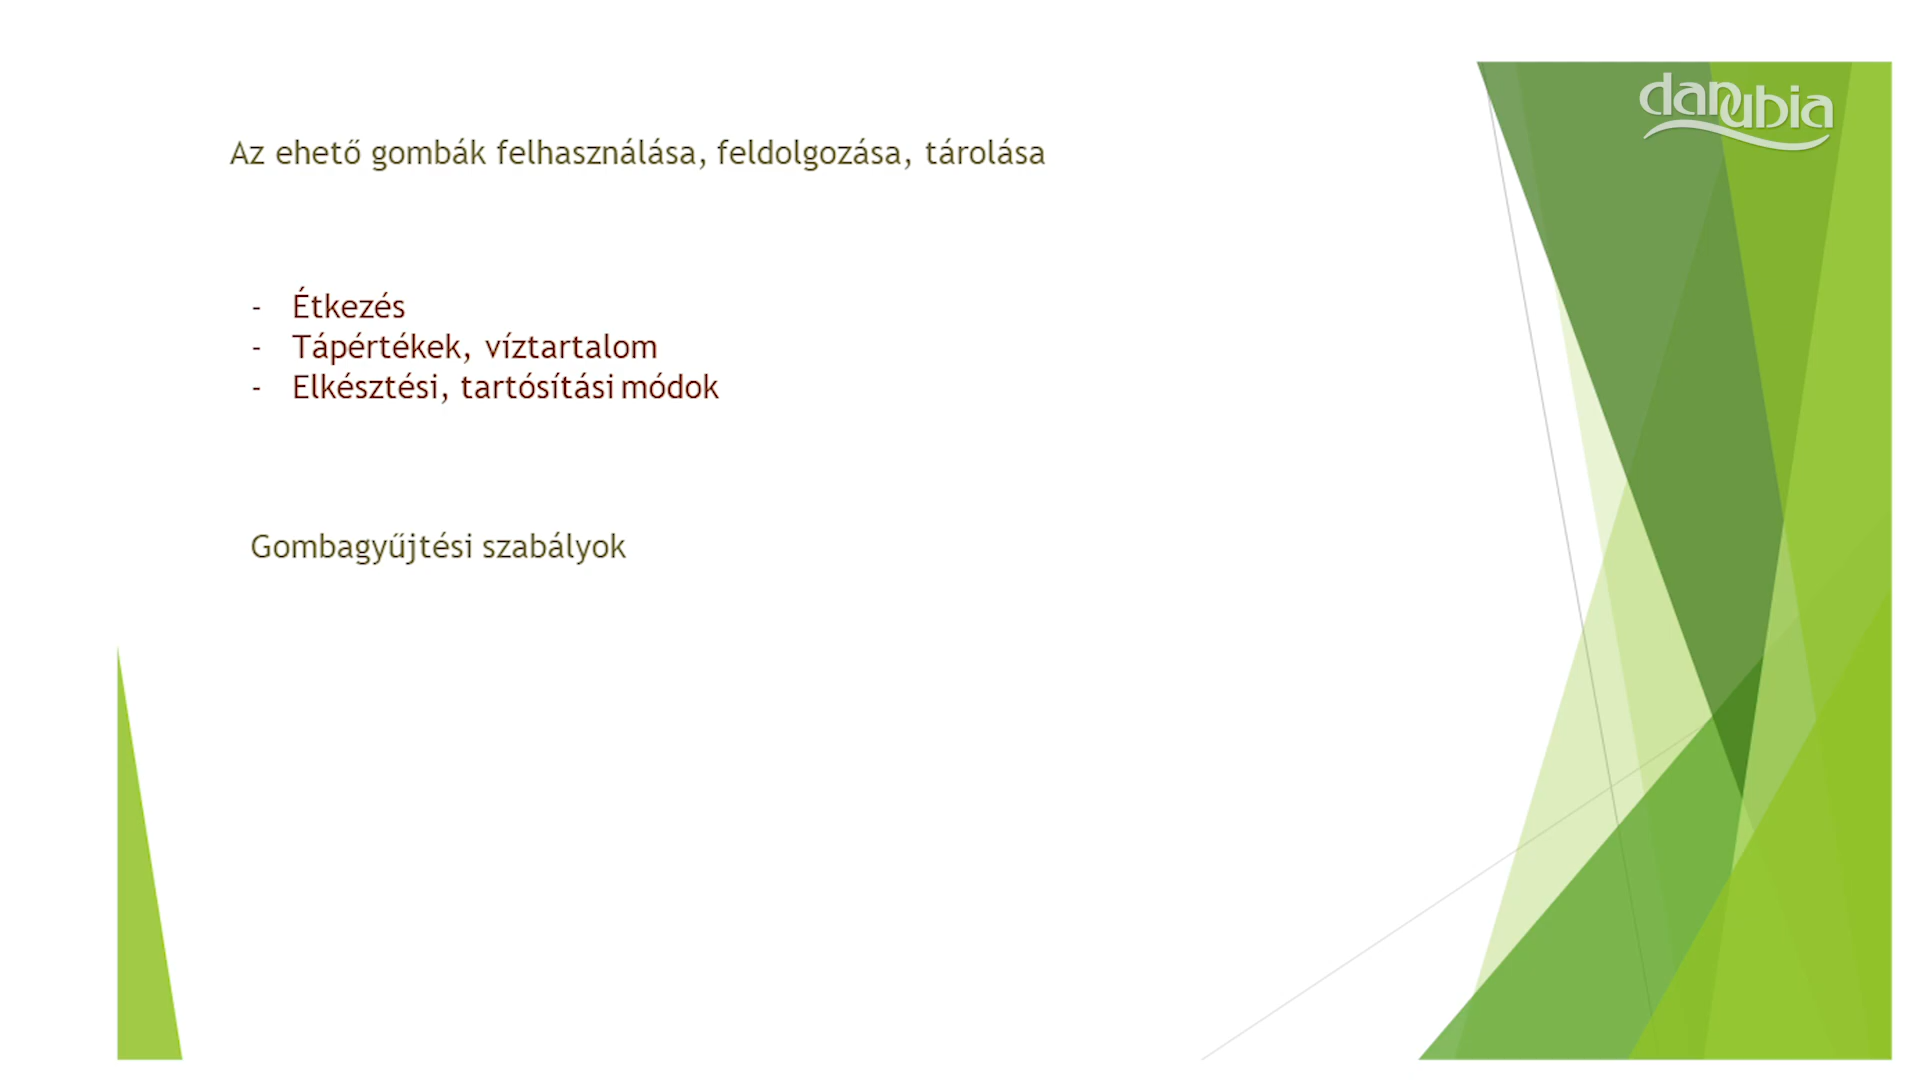 danubia
Az ehető gombák felhasználása, feldolgozása, tárolása
- Étkezés
- Tápértékek, víztartalom
- Elkésztési, tartósítási módok
Gombagyűjtési szabályok